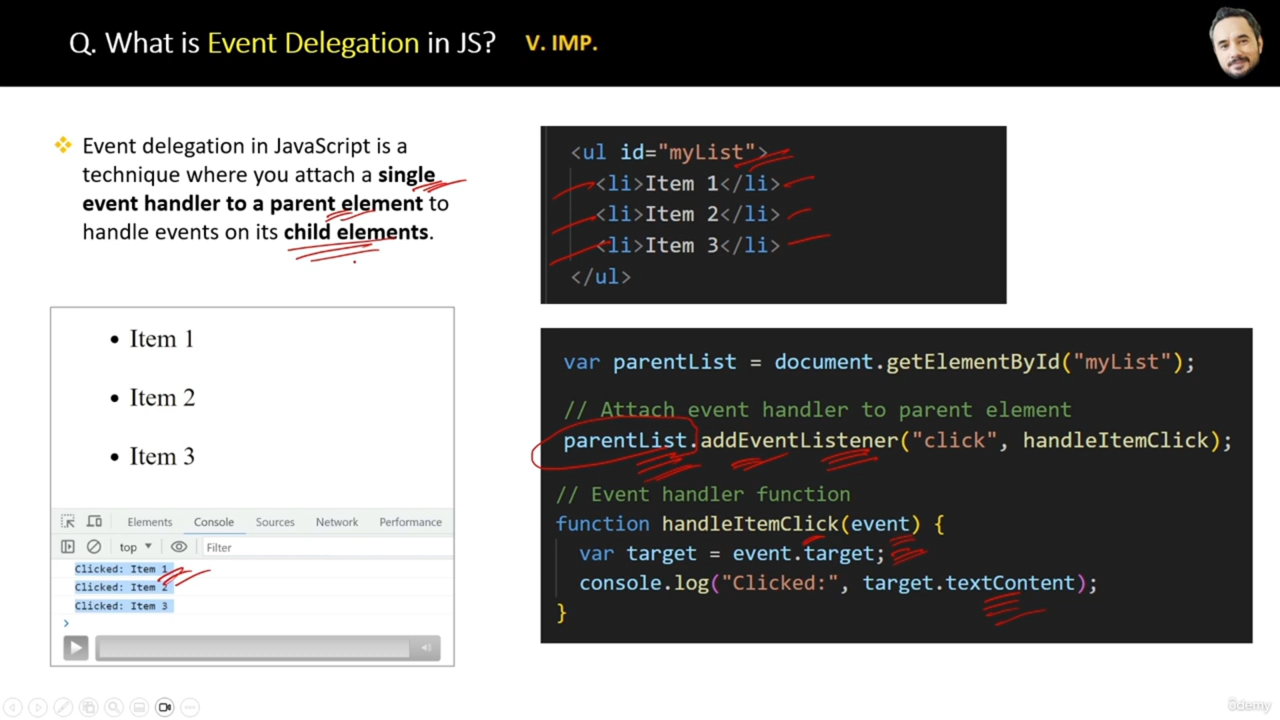 Q. What is Event Delegation in JS? V. IMP.
Event delegation in JavaScript is a
technique where you attach a single
event handler to a parent element to
handle events on its child elements.
<ul id="myList">
<li>Item 1</li>
<li>Item 2</li>
<li>Item 3</li>
</ul>
• Item 1
• Item 2
• Item 3
Elements Console Sources Network Performance
top Filter
Clicked: Item 1
Clicked: Item 2
Clicked: Item 3
>
var parentList = document.getElementById("myList");
// Attach event handler to parent element
parentList.addEventListener("click", handleItemClick);
// Event handler function
function handleItemClick(event) {
var target = event.target;
console.log("Clicked:", target.textContent);
}
ûdemy